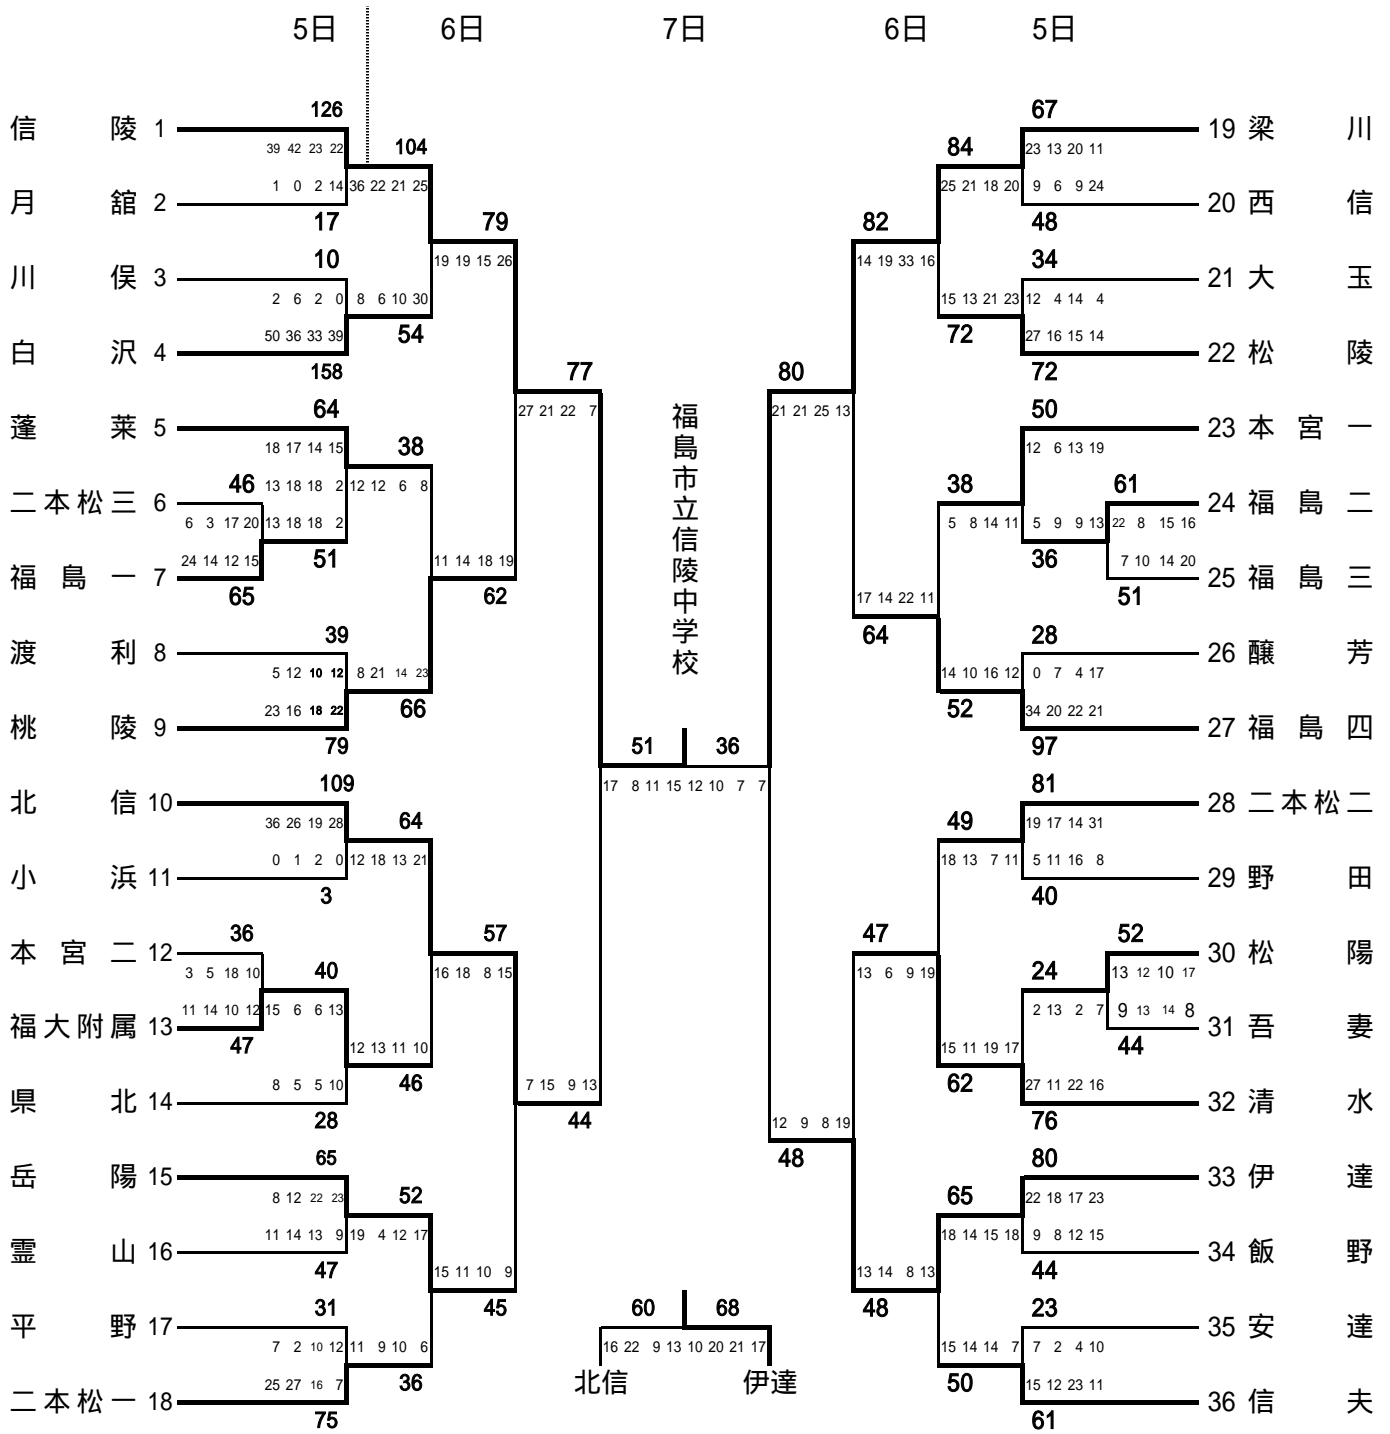 5日 6日 7日 6日 5日
126 67
信陵 1 19 梁川
39 42 23 22 104 84 23 13 20 11
1 0 2 14 36 22 21 25 25 21 18 20 9 6 9 24
月舘 2 20 西信
17 79 82 48
10 34
川俣 3 19 19 15 26 14 19 33 16 21 大玉
2 6 2 0 8 6 10 30 15 13 21 23 12 4 14 4
50 36 33 39 54 72 27 16 15 14
白沢 4 22 松陵
158 77 80 72
64 27 21 22 7 21 21 25 13 50
蓬莱 5 23 本宮一
18 17 14 15 38 12 6 13 19
46 13 18 18 2 12 12 6 8 38 61
二本松三 6 24 福島二
6 3 17 20 13 18 18 2 5 8 14 11 5 9 9 13 22 8 15 16
24 14 12 15 51 11 14 18 19 36 7 10 14 20
福島一 7 25 福島三
65 62 17 14 22 11 51
39 64 28
渡利 8 26 醸芳
5 12 10 12 8 21 14 23 14 10 16 12 0 7 4 17
23 16 18 22 66 52 34 20 22 21
桃陵 9 27 福島四
79 51 36 97
福島市立信陵中学校
109 17 8 11 15 12 10 7 7 81
北信 10 28 二本松二
36 26 19 28 64 49 19 17 14 31
0 1 2 0 12 18 13 21 18 13 7 11 5 11 16 8
小浜 11 29 野田
3 40
36 57 47 52
本宮二 12 30 松陽
3 5 18 10 40 16 18 8 15 13 6 9 19 24 13 12 10 17
11 14 10 12 15 6 6 13 2 13 2 7 9 13 14 8
福大附属 13 31 吾妻
47 12 13 11 10 15 11 19 17 44
8 5 5 10 46 7 15 9 13 62 27 11 22 16
県北 14 32 清水
28 44 12 9 8 19 76
65 48 80
岳陽 15 33 伊達
8 12 22 23 52 65 22 18 17 23
11 14 13 9 19 4 12 17 18 14 15 18 9 8 12 15
霊山 16 34 飯野
47 15 11 10 9 13 14 8 13 44
31 45 60 68 48 23
平野 17 35 安達
7 2 10 12 11 9 10 6 16 22 9 13 10 20 21 17 15 14 14 7 7 2 4 10
25 27 16 7 36 北信 伊達 50 15 12 23 11
二本松一 18 36 信夫
75 61